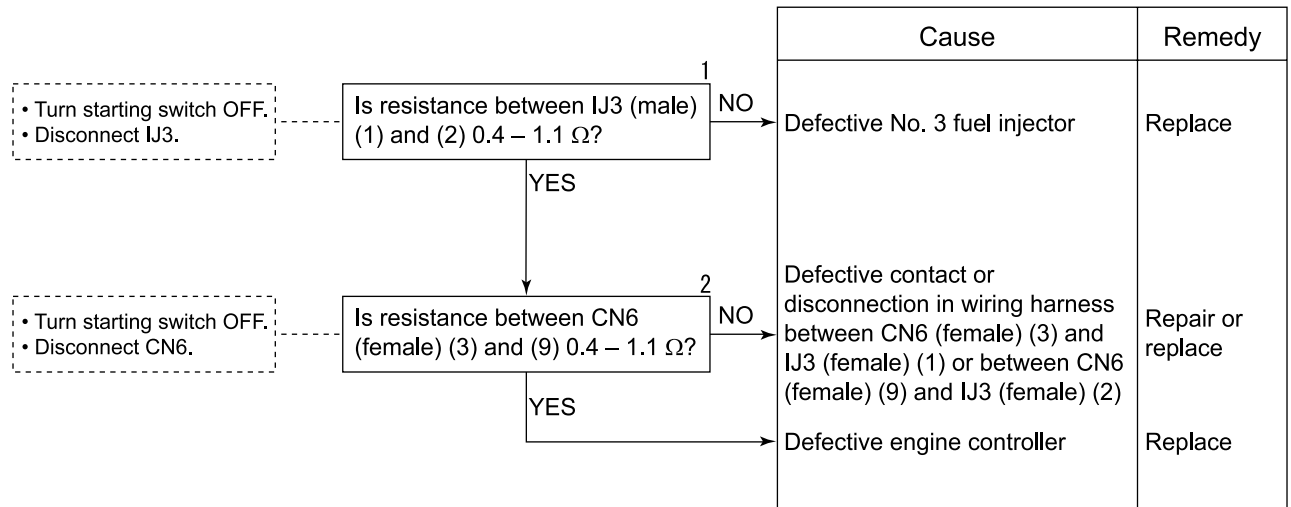 Cause
Remedy
• Turn starting switch OFF.
• Disconnect IJ3.
1
Is resistance between IJ3 (male)
(1) and (2) 0.4 – 1.1 Ω?
NO
Defective No. 3 fuel injector
Replace
YES
• Turn starting switch OFF.
• Disconnect CN6.
2
Is resistance between CN6
(female) (3) and (9) 0.4 – 1.1 Ω?
NO
Defective contact or
disconnection in wiring harness
between CN6 (female) (3) and
IJ3 (female) (1) or between CN6
(female) (9) and IJ3 (female) (2)
Repair or
replace
YES
Defective engine controller
Replace